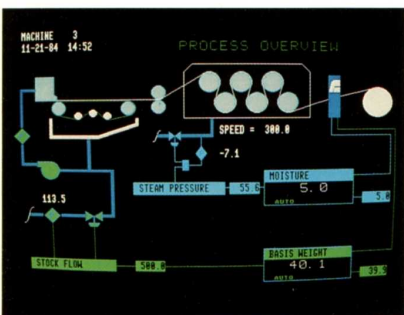 MACHINE 3
11-21-84 14:52
PROCESS OVERVIEW
SPEED = 300.0
-7.1
113.5
STEAM PRESSURE 55.6
MOISTURE
5.0
AUTO
5.0
STOCK FLOW 500.0
BASIS WEIGHT
40.1
AUTO
39.9